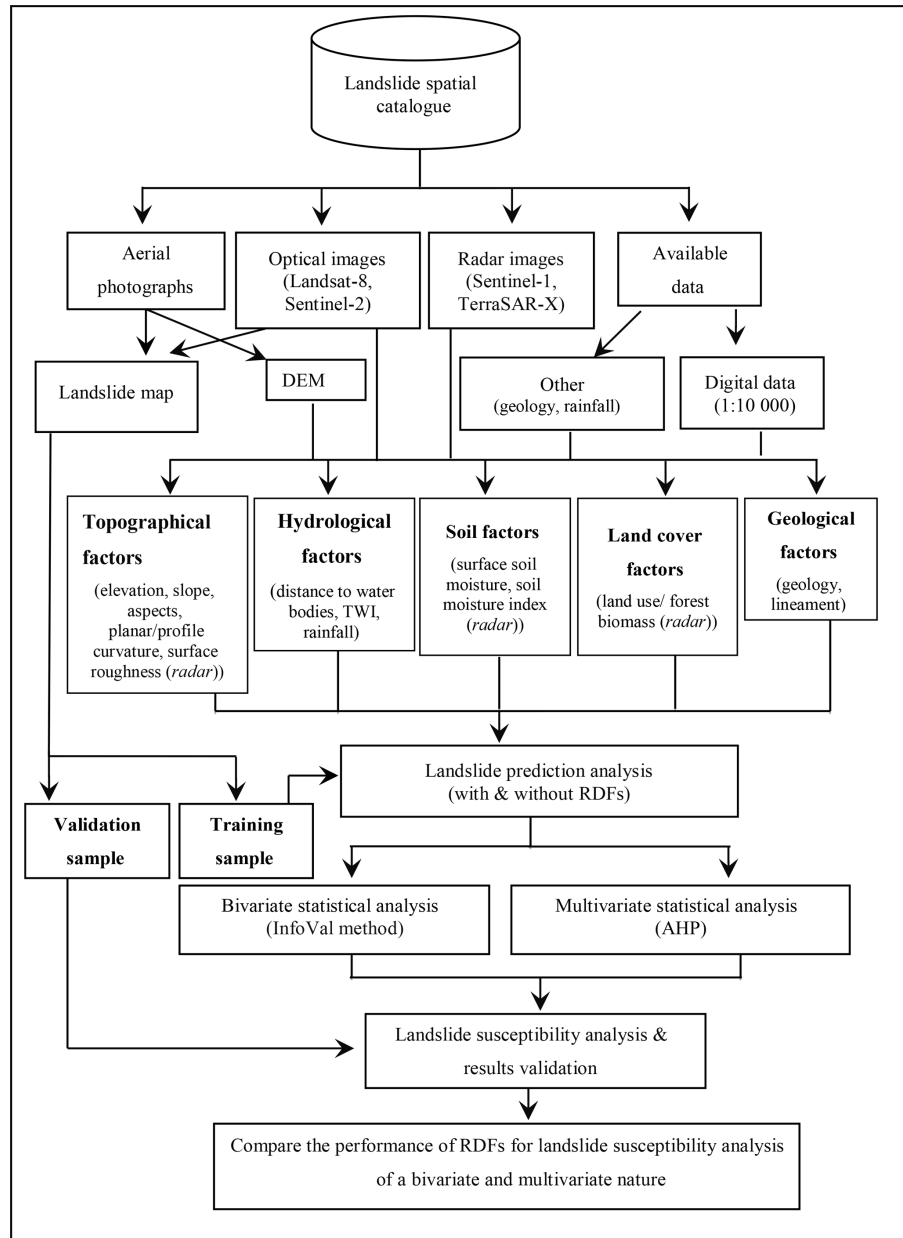 Landslide spatial
catalogue
Aerial
photographs
Optical images
(Landsat-8,
Sentinel-2)
Radar images
(Sentinel-1,
TerraSAR-X)
Available
data
Landslide map
DEM
Other
(geology, rainfall)
Digital data
(1:10 000)
Topographical
factors
(elevation, slope,
aspects,
planar/profile
curvature, surface
roughness (radar))
Hydrological
factors
(distance to water
bodies, TWI,
rainfall)
Soil factors
(surface soil
moisture, soil
moisture index
(radar))
Land cover
factors
(land use/ forest
biomass (radar))
Geological
factors
(geology,
lineament)
Landslide prediction analysis
(with & without RDFs)
Validation
sample
Training
sample
Bivariate statistical analysis
(InfoVal method)
Multivariate statistical analysis
(AHP)
Landslide susceptibility analysis &
results validation
Compare the performance of RDFs for landslide susceptibility analysis
of a bivariate and multivariate nature